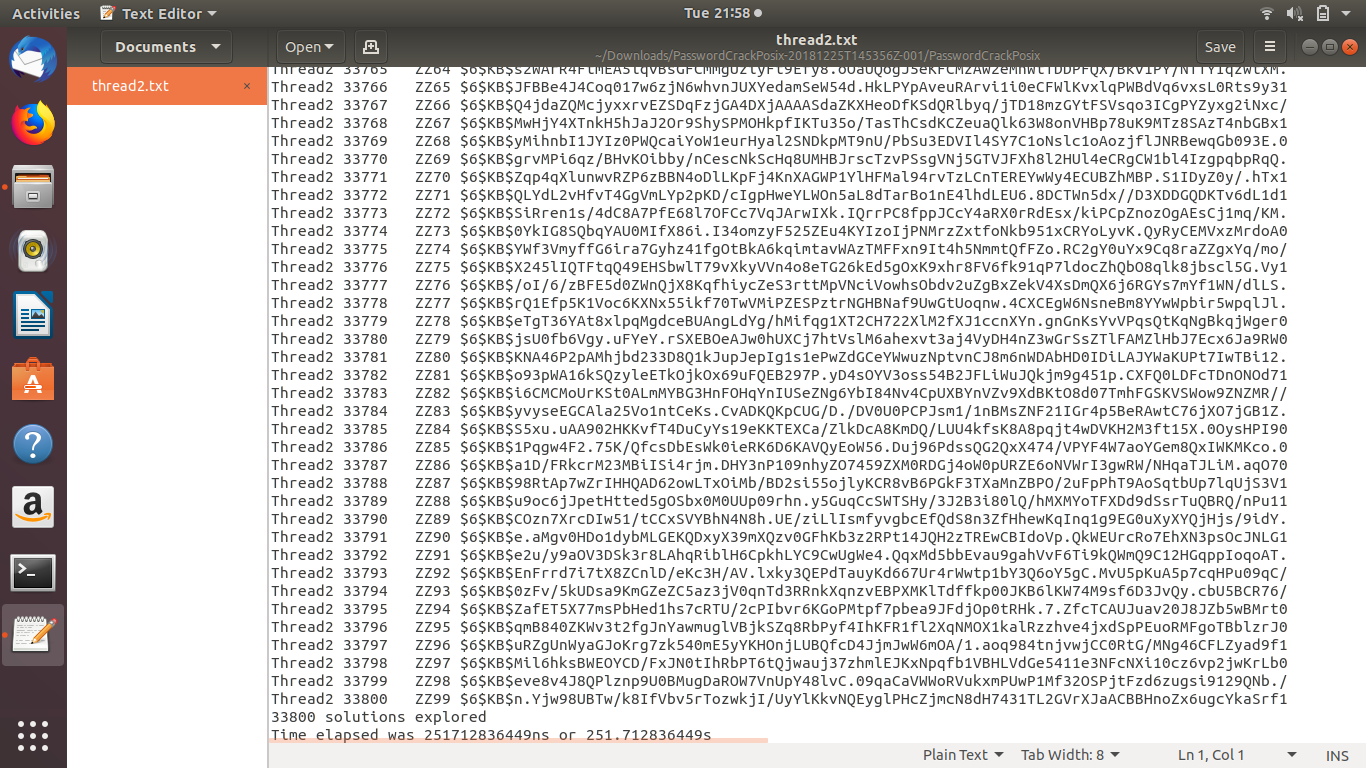 Activities
Text Editor
Tue 21:58
Documents
Open
thread2.txt
~/Downloads/PasswordCrackPosix-20181225T145356Z-001/PasswordCrackPosix
Save
thread2.txt
Thread2 33765 ZZ64
Thread2 33766 ZZ65 $6$KB$JFBBe4J4Coq017w6zjN6whvnJUXYedamSeW54d.HkLPYpAveuRArvi1i0eCFWlKvxlqPWBdVq6vxsL0Rts9y31
Thread2 33767 ZZ66 $6$KB$Q4jdaZQMcjyxxrvEZSDqFzjGA4DXjAAAASdaZKXHeoDfKSdQRlbyq/jTD18mzGYtFSVsqo3ICgPYZyxg2iNxc/
Thread2 33768 ZZ67 $6$KB$MwHjY4XTnkH5hJaJ2Or9ShySPMOHkpfIKTu35o/TasThCsdKCZeuaQlk63W8onVHBp78uK9MTz8SAzT4nbGBx1
Thread2 33769 ZZ68 $6$KB$yMihnbI1JYIz0PWQcaiYoW1eurHyal2SNDkpMT9nU/PbSu3EDVIl4SY7C1oNslc1oAozjflJNRBewqGb093E.0
Thread2 33770 ZZ69 $6$KB$grvMPi6qz/BHvKOibby/nCescNkScHq8UMHBJrscTzvPSsgVNj5GTVJFXh8l2HUl4eCRgCW1bl4IzgpqbpRqQ.
Thread2 33771 ZZ70 $6$KB$Zqp4qXlunwvRZP6zBBN4oDlLKpFj4KnXAGWP1YlHFMal94rvTzLCnTEREYwWy4ECUBZhMBP.S1IDyZ0y/.hTx1
Thread2 33772 ZZ71 $6$KB$QLYdL2vHfvT4GgVmLYp2pKD/cIgpHweYLWOn5aL8dTarBo1nE4lhdLEU6.8DCTWn5dx//D3XDDGQDKTv6dL1d1
Thread2 33773 ZZ72 $6$KB$SiRren1s/4dC8A7PfE68l7OFCc7VqJArwIXk.IQrrPC8fppJCcY4aRX0rRdEsx/kiPCpZnozOgAEsCj1mq/KM.
Thread2 33774 ZZ73 $6$KB$0YkIG8SQbqYAU0MIfX86i.I34omzyF525ZEu4KYIzoIjPNMrzZxtfoNkb951xCRYoLyvK.QyRyCEMVxzMrdoA0
Thread2 33775 ZZ74 $6$KB$YWf3VmyffG6ira7Gyhz41fgOtBkA6kqimtavWAzTMFFxn9It4h5NmmtQfFZo.RC2gY0uYx9Cq8raZZgxYq/mo/
Thread2 33776 ZZ75 $6$KB$X245lIQTFtqQ49EHSbwlT79vXkyVVn4o8eTG26kEd5gOxK9xhr8FV6fk91qP7ldocZhQbO8qlk8jbscl5G.Vy1
Thread2 33777 ZZ76 $6$KB$/oI/6/zBFE5d0ZWnQjX8KqfhiycZeS3rttMpVNciVowhsObdv2uZgBxZekV4XsDmQX6j6RGYs7mYf1WN/dlLS.
Thread2 33778 ZZ77 $6$KB$rQ1Efp5K1Voc6KXNx55ikf70TwVMiPZESPztrNGHBNaf9UwGtUoqnw.4CXCEgW6NsneBm8YYwWpbir5wpqlJl.
Thread2 33779 ZZ78 $6$KB$eTgT36YAt8xlpqMgdceBUAngLdYg/hMifqg1XT2CH722XlM2fXJ1ccnXYn.gnGnKsYvVPqsQtKqNgBkqjWger0
Thread2 33780 ZZ79 $6$KB$jsU0fb6Vgy.uFYeY.rSXEBOeAJw0hUXCj7htVslM6ahexvt3aj4VyDH4nZ3wGrSsZTlFAMZlHbJ7Ecx6Ja9RW0
Thread2 33781 ZZ80 $6$KB$KNA46P2pAMhjbd233D8Q1kJupJepIg1s1ePwZdGCeYWwuzNptvnCJ8m6nWDAbHD0IDiLAJYWaKUPt7IwTBi12.
Thread2 33782 ZZ81 $6$KB$o93pWA16kSQzyleETkOjkOx69uFQEB297P.yD4sOYV3oss54B2JFLiWuJQkjm9g451p.CXFQ0LDFcTDnONOd71
Thread2 33783 ZZ82 $6$KB$i6CMCMoUrKSt0ALmMYBG3HnFOHqYnIUSeZNg6YbI84Nv4CpUXBYnVZv9XdBKtO8d07TmhFGSKVSWow9ZNZMR//
Thread2 33784 ZZ83 $6$KB$yvyseEGCAla25Vo1ntCeKs.CvADKQKpCUG/D./DV0U0PCPJsm1/1nBMsZNF21IGr4p5BeRAwtC76jXO7jGB1Z.
Thread2 33785 ZZ84 $6$KB$S5xu.uAA902HKKvfT4DuCyYs19eKKTEXCa/ZlkDcA8KmDQ/LUU4kfsK8A8pqjt4wDVKH2M3ft15X.0OysHPI90
Thread2 33786 ZZ85 $6$KB$1Pqgw4F2.75K/QfcsDbEsWk0ieRK6D6KAVQyEoW56.Duj96PdssQG2QxX474/VPYF4W7aoYGem8QxIWKMKco.0
Thread2 33787 ZZ86 $6$KB$a1D/FRkcrM23MBiISi4rjm.DHY3nP109nhyZO7459ZXM0RDGj4oW0pURZE6oNVWrI3gwRW/NHqaTJLiM.aqO70
Thread2 33788 ZZ87 $6$KB$98RtAp7wZrIHHQAD62owLTxOiMb/BD2si55ojlyKCR8vB6PGkF3TXaMnZBPO/2uFpPhT9AoSqtbUp7lqUjS3V1
Thread2 33789 ZZ88 $6$KB$u9oc6jJpetHtted5gOSbx0M0UUp09rhn.y5GuqCcSWTSHy/3J2B3i80lQ/hMXMYoTFXDd9dSsrTuQBRQ/nPu11
Thread2 33790 ZZ89 $6$KB$COzn7XrcDIw51/tCCxSVYBhN4N8h.UE/ziLlIsmfyvgbcEfQdS8n3ZfHhewKqInq1g9EG0uXyXYQjHjs/9idY.
Thread2 33791 ZZ90 $6$KB$e.aMgv0HDo1dybMLGEKQDxyX39mXQzv0GFhKb3z2RPt14JQH2zTREwCBIdoVp.QkWEUrcRo7EhXN3psOcJNLG1
Thread2 33792 ZZ91 $6$KB$e2u/y9aOV3DSk3r8LAhqRiblH6CpkhLYC9CwUgWe4.QqxMd5bbEvau9gahVvF6Ti9kQWmQ9C12HGqppIoqoAT.
Thread2 33793 ZZ92 $6$KB$EnFrrd7i7tX8ZCnlD/eKc3H/AV.lxky3QEPdTauyKd667Ur4rWwtp1bY3Q6oY5gC.MvU5pKuA5p7cqHPu09qC/
Thread2 33794 ZZ93 $6$KB$0zFv/5kUDsa9KmGZeZC5az3jV0qnTd3RRnkXqnzvEBPXMKlTdffkp00JKB6lKW74M9sf6D3JvQy.cbU5BCR76/
Thread2 33795 ZZ94 $6$KB$ZafET5X77msPbHed1hs7cRTU/2cPIbvr6KGoPMtpf7pbea9JFdjOp0tRHk.7.ZfcTCAUJuav20J8JZb5wBMrt0
Thread2 33796 ZZ95 $6$KB$qmB840ZKWv3t2fgJnYawmuglVBjkSZq8RbPyf4IhKFR1fl2XqNMOX1kalRzzhve4jxdSpPEuoRMFgoTBblzrJ0
Thread2 33797 ZZ96 $6$KB$uRZgUnWyaGJoKrg7zk540mE5yYKHOnjLUBQfcD4JjmJwW6mOA/1.aoq984tnjvwjCC0RtG/MNg46CFLZyad9f1
Thread2 33798 ZZ97 $6$KB$Mil6hksBWEOYCD/FxJN0tIhRbPT6tQjwauj37zhmlEJKxNpqfb1VBHLVdGe5411e3NFcNXi10cz6vp2jwKrLb0
Thread2 33799 ZZ98 $6$KB$eve8v4J8QPlznp9U0BMugDaROW7VnUpY48lvC.09qaCaVWWoRVukxmPUwP1Mf32OSPjtFzd6zugsi9129QNb./
Thread2 33800 ZZ99 $6$KB$n.Yjw98UBTw/k8IfVbv5rTozwkjI/UyYlKkvNQEyglPHcZjmcN8dH7431TL2GVrXJaACBBHnoZx6ugcYkaSrf1
33800 solutions explored
Time elapsed was 251712836449ns or 251.712836449s
Plain Text
Tab Width: 8
Ln 1, Col 1
INS